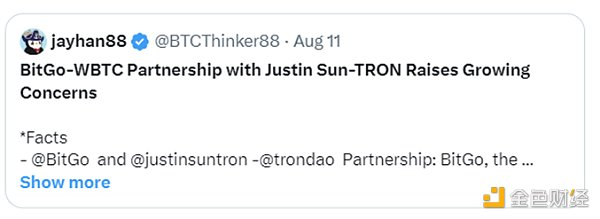 jayhan88 @BTCThinker88 · Aug 11
BitGo-WBTC Partnership with Justin Sun-TRON Raises Growing
Concerns
*Facts
- @BitGo and @justinsuntron -@trondao Partnership: BitGo, the ...
Show more
金色财经